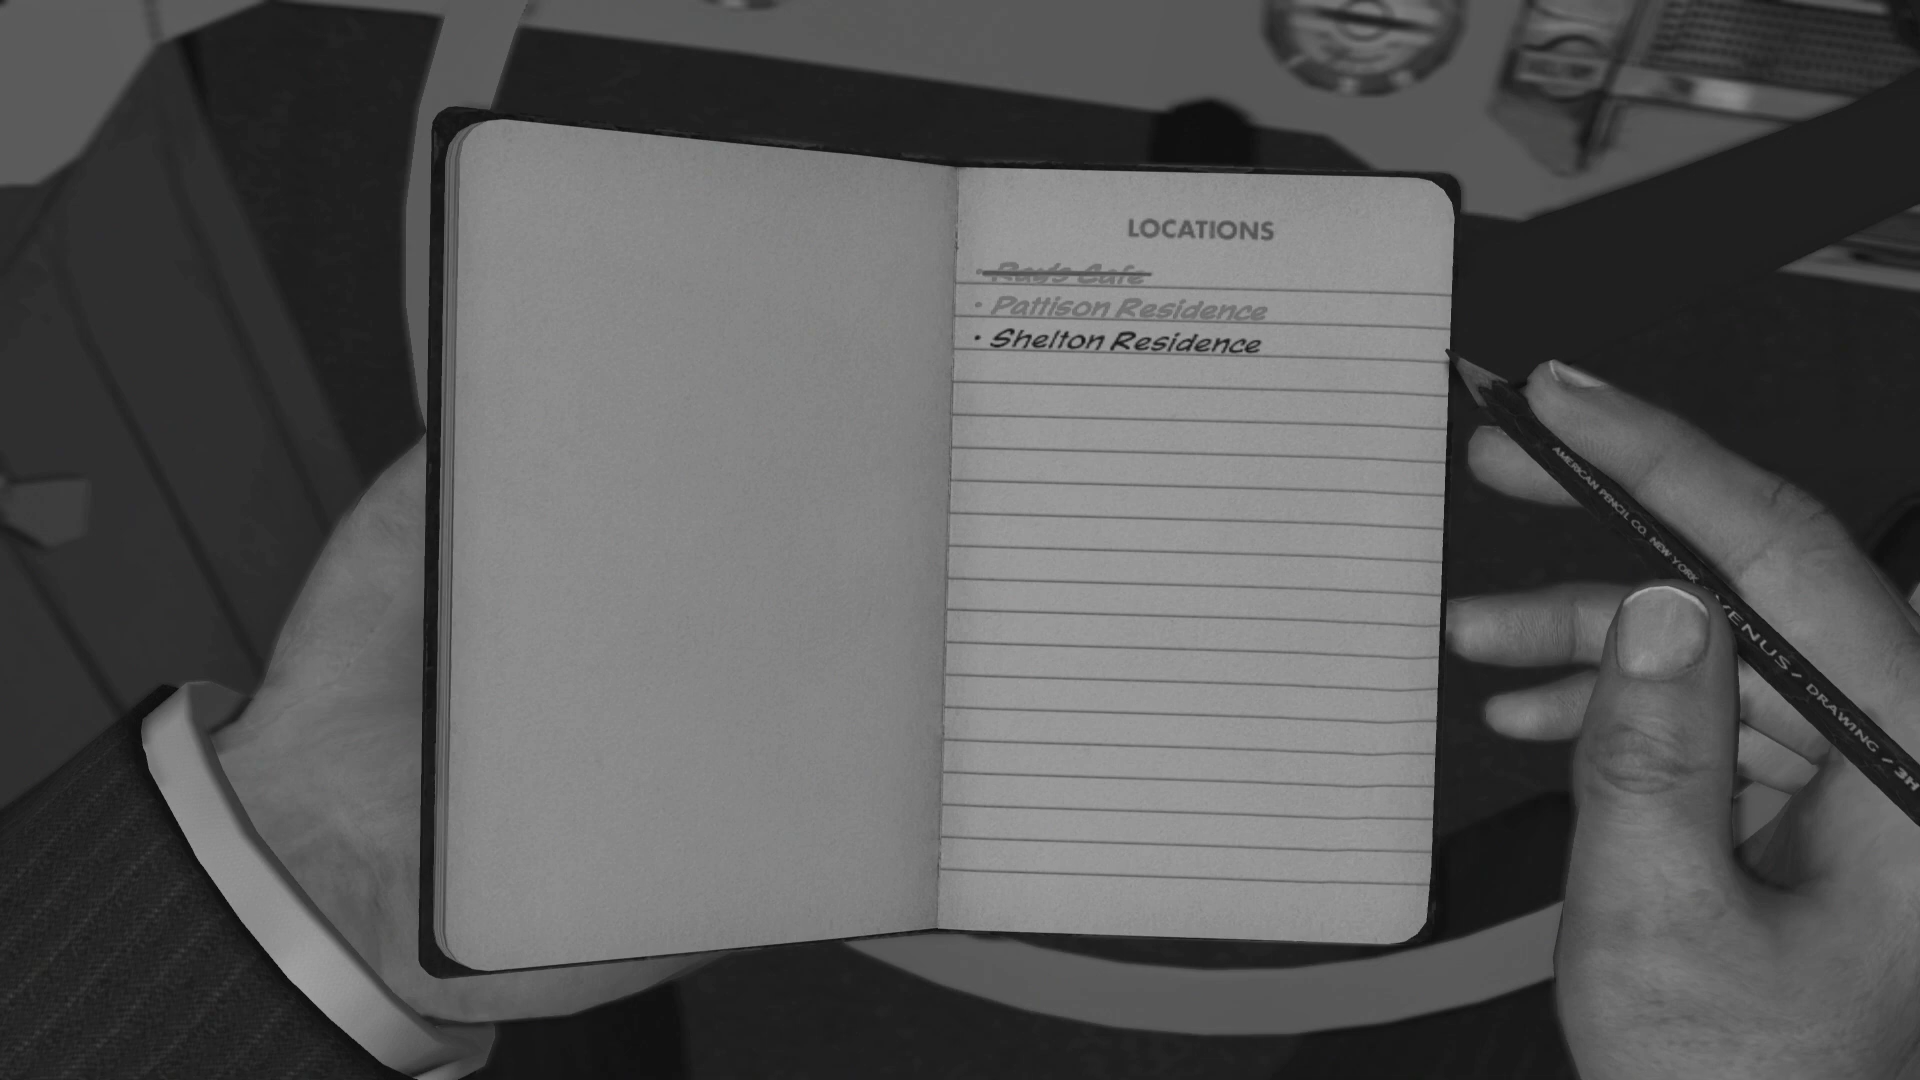 LOCATIONS
• Ray's Cafe
• Pattison Residence
• Shelton Residence
AMERICAN PENCIL CO. NEW YORK
VENUS / DRAWING / 3H